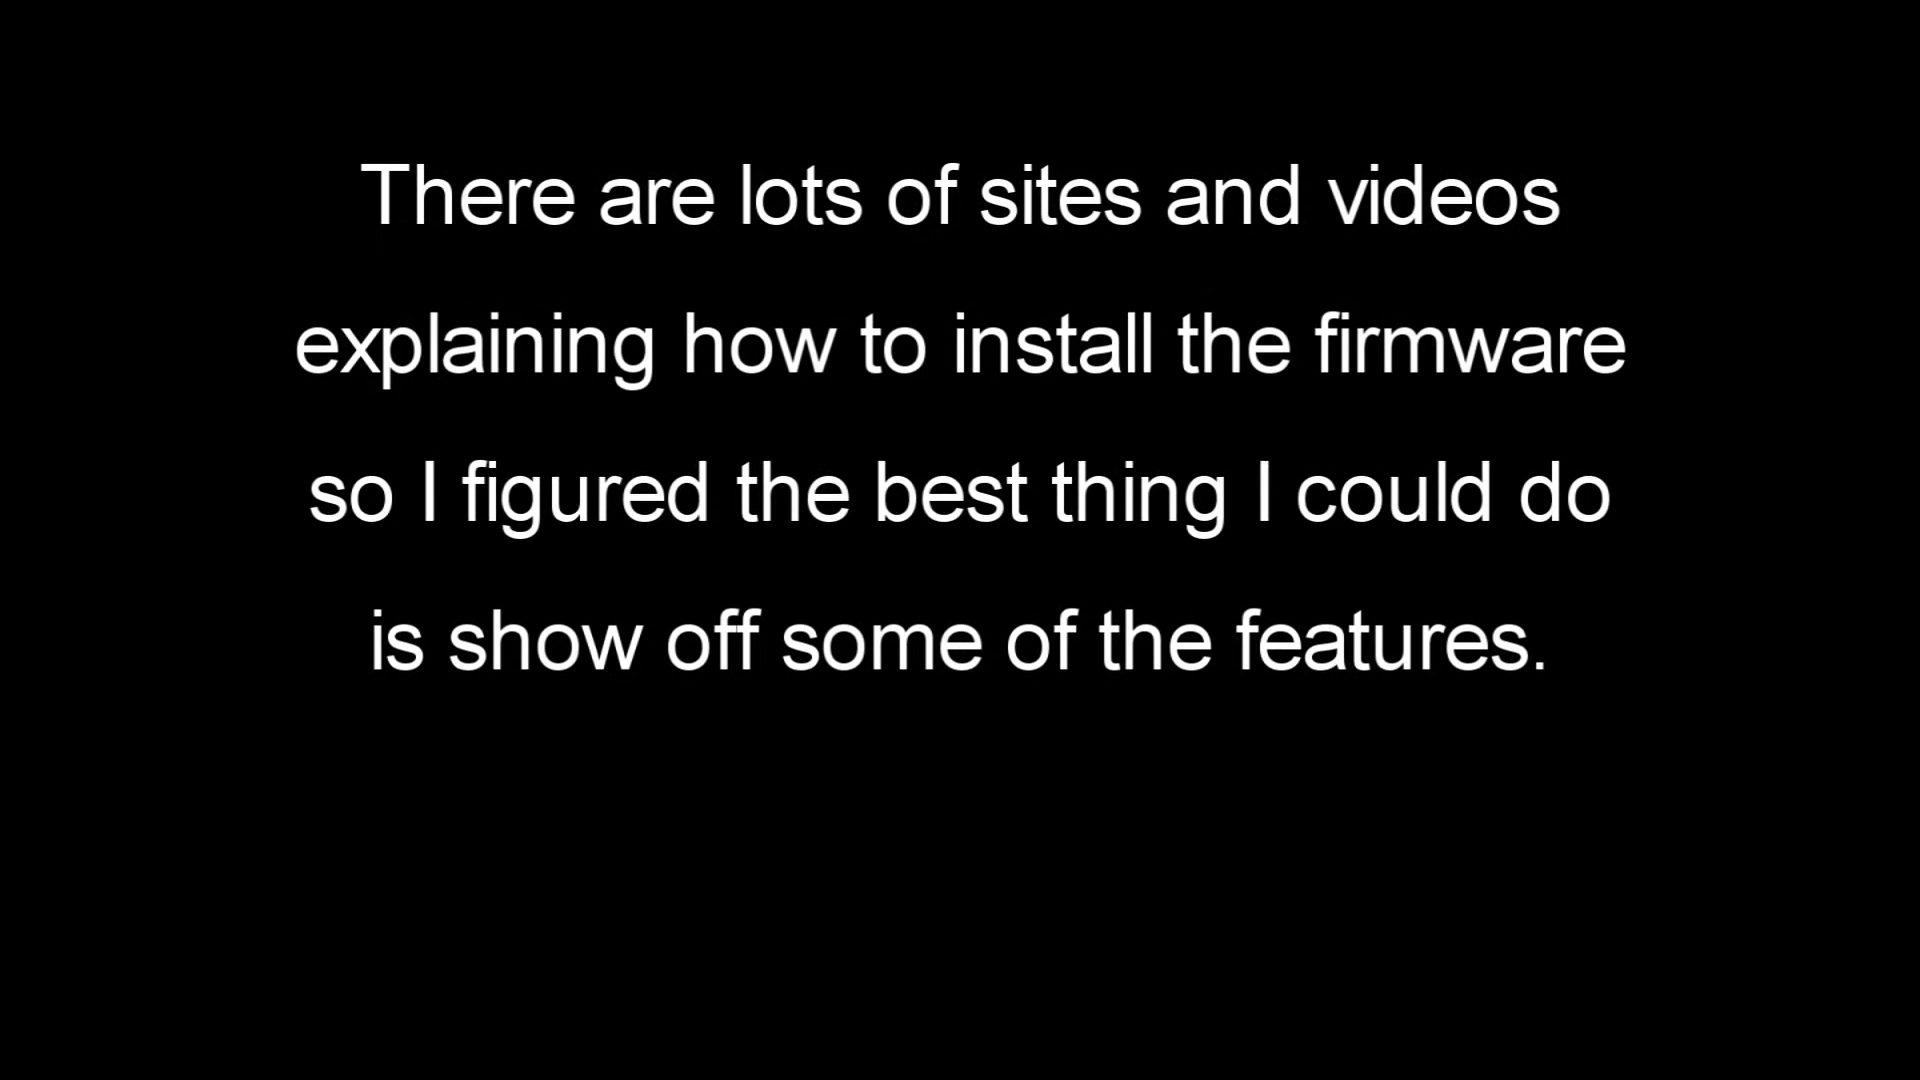 There are lots of sites and videos
explaining how to install the firmware
so I figured the best thing I could do
is show off some of the features.